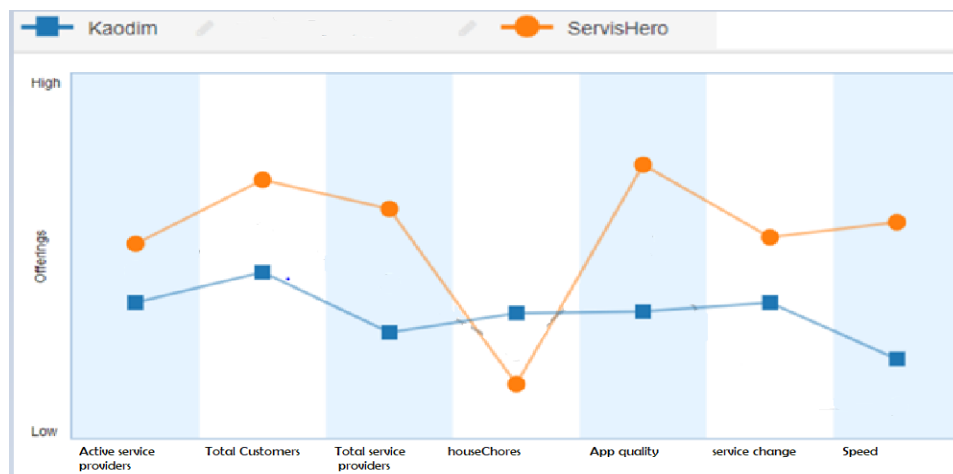 Kaodim
ServisHero
High
Offerings
Low
Active service
providers
Total Customers
Total service
providers
houseChores
App quality
service change
Speed